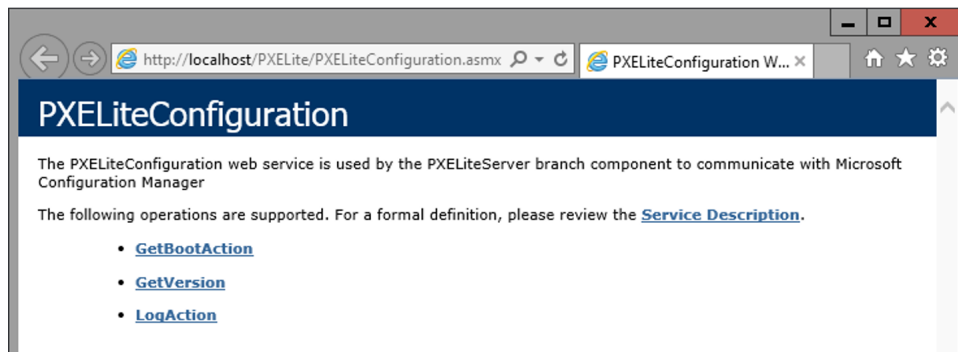 http://localhost/PXELite/PXELiteConfiguration.asmx
PXELiteConfiguration W...
PXELiteConfiguration
The PXELiteConfiguration web service is used by the PXELiteServer branch component to communicate with Microsoft
Configuration Manager
The following operations are supported. For a formal definition, please review the Service Description.
• GetBootAction
• GetVersion
• LogAction